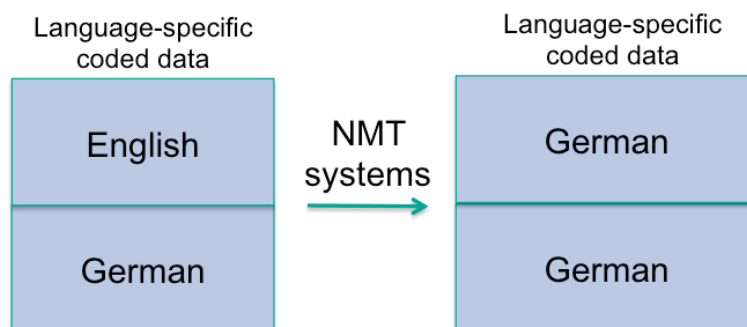 Language-specific
coded data
English
German
NMT
systems
Language-specific
coded data
German
German